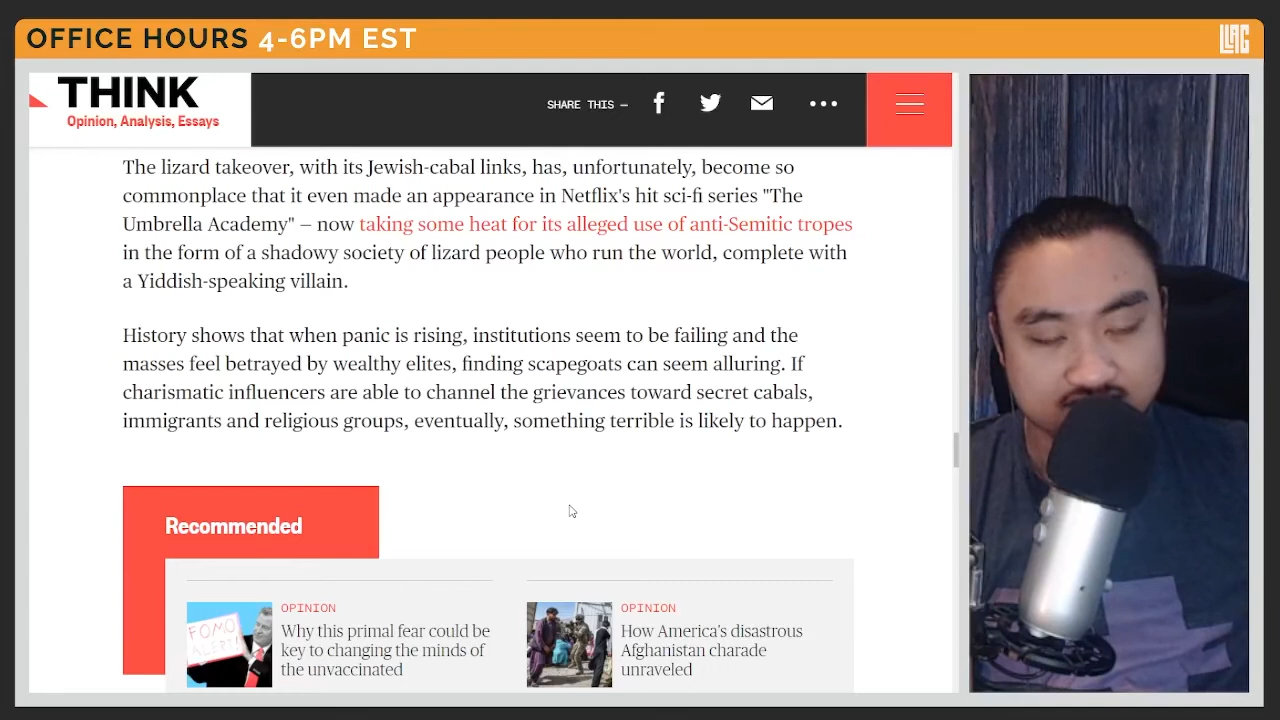 OFFICE HOURS 4-6PM EST
LLAG
THINK
Opinion, Analysis, Essays
SHARE THIS —
The lizard takeover, with its Jewish-cabal links, has, unfortunately, become so
commonplace that it even made an appearance in Netflix's hit sci-fi series "The
Umbrella Academy" — now taking some heat for its alleged use of anti-Semitic tropes
in the form of a shadowy society of lizard people who run the world, complete with
a Yiddish-speaking villain.
History shows that when panic is rising, institutions seem to be failing and the
masses feel betrayed by wealthy elites, finding scapegoats can seem alluring. If
charismatic influencers are able to channel the grievances toward secret cabals,
immigrants and religious groups, eventually, something terrible is likely to happen.
Recommended
OPINION
Why this primal fear could be
key to changing the minds of
the unvaccinated
FOMO
ALERT!
OPINION
How America's disastrous
Afghanistan charade
unraveled